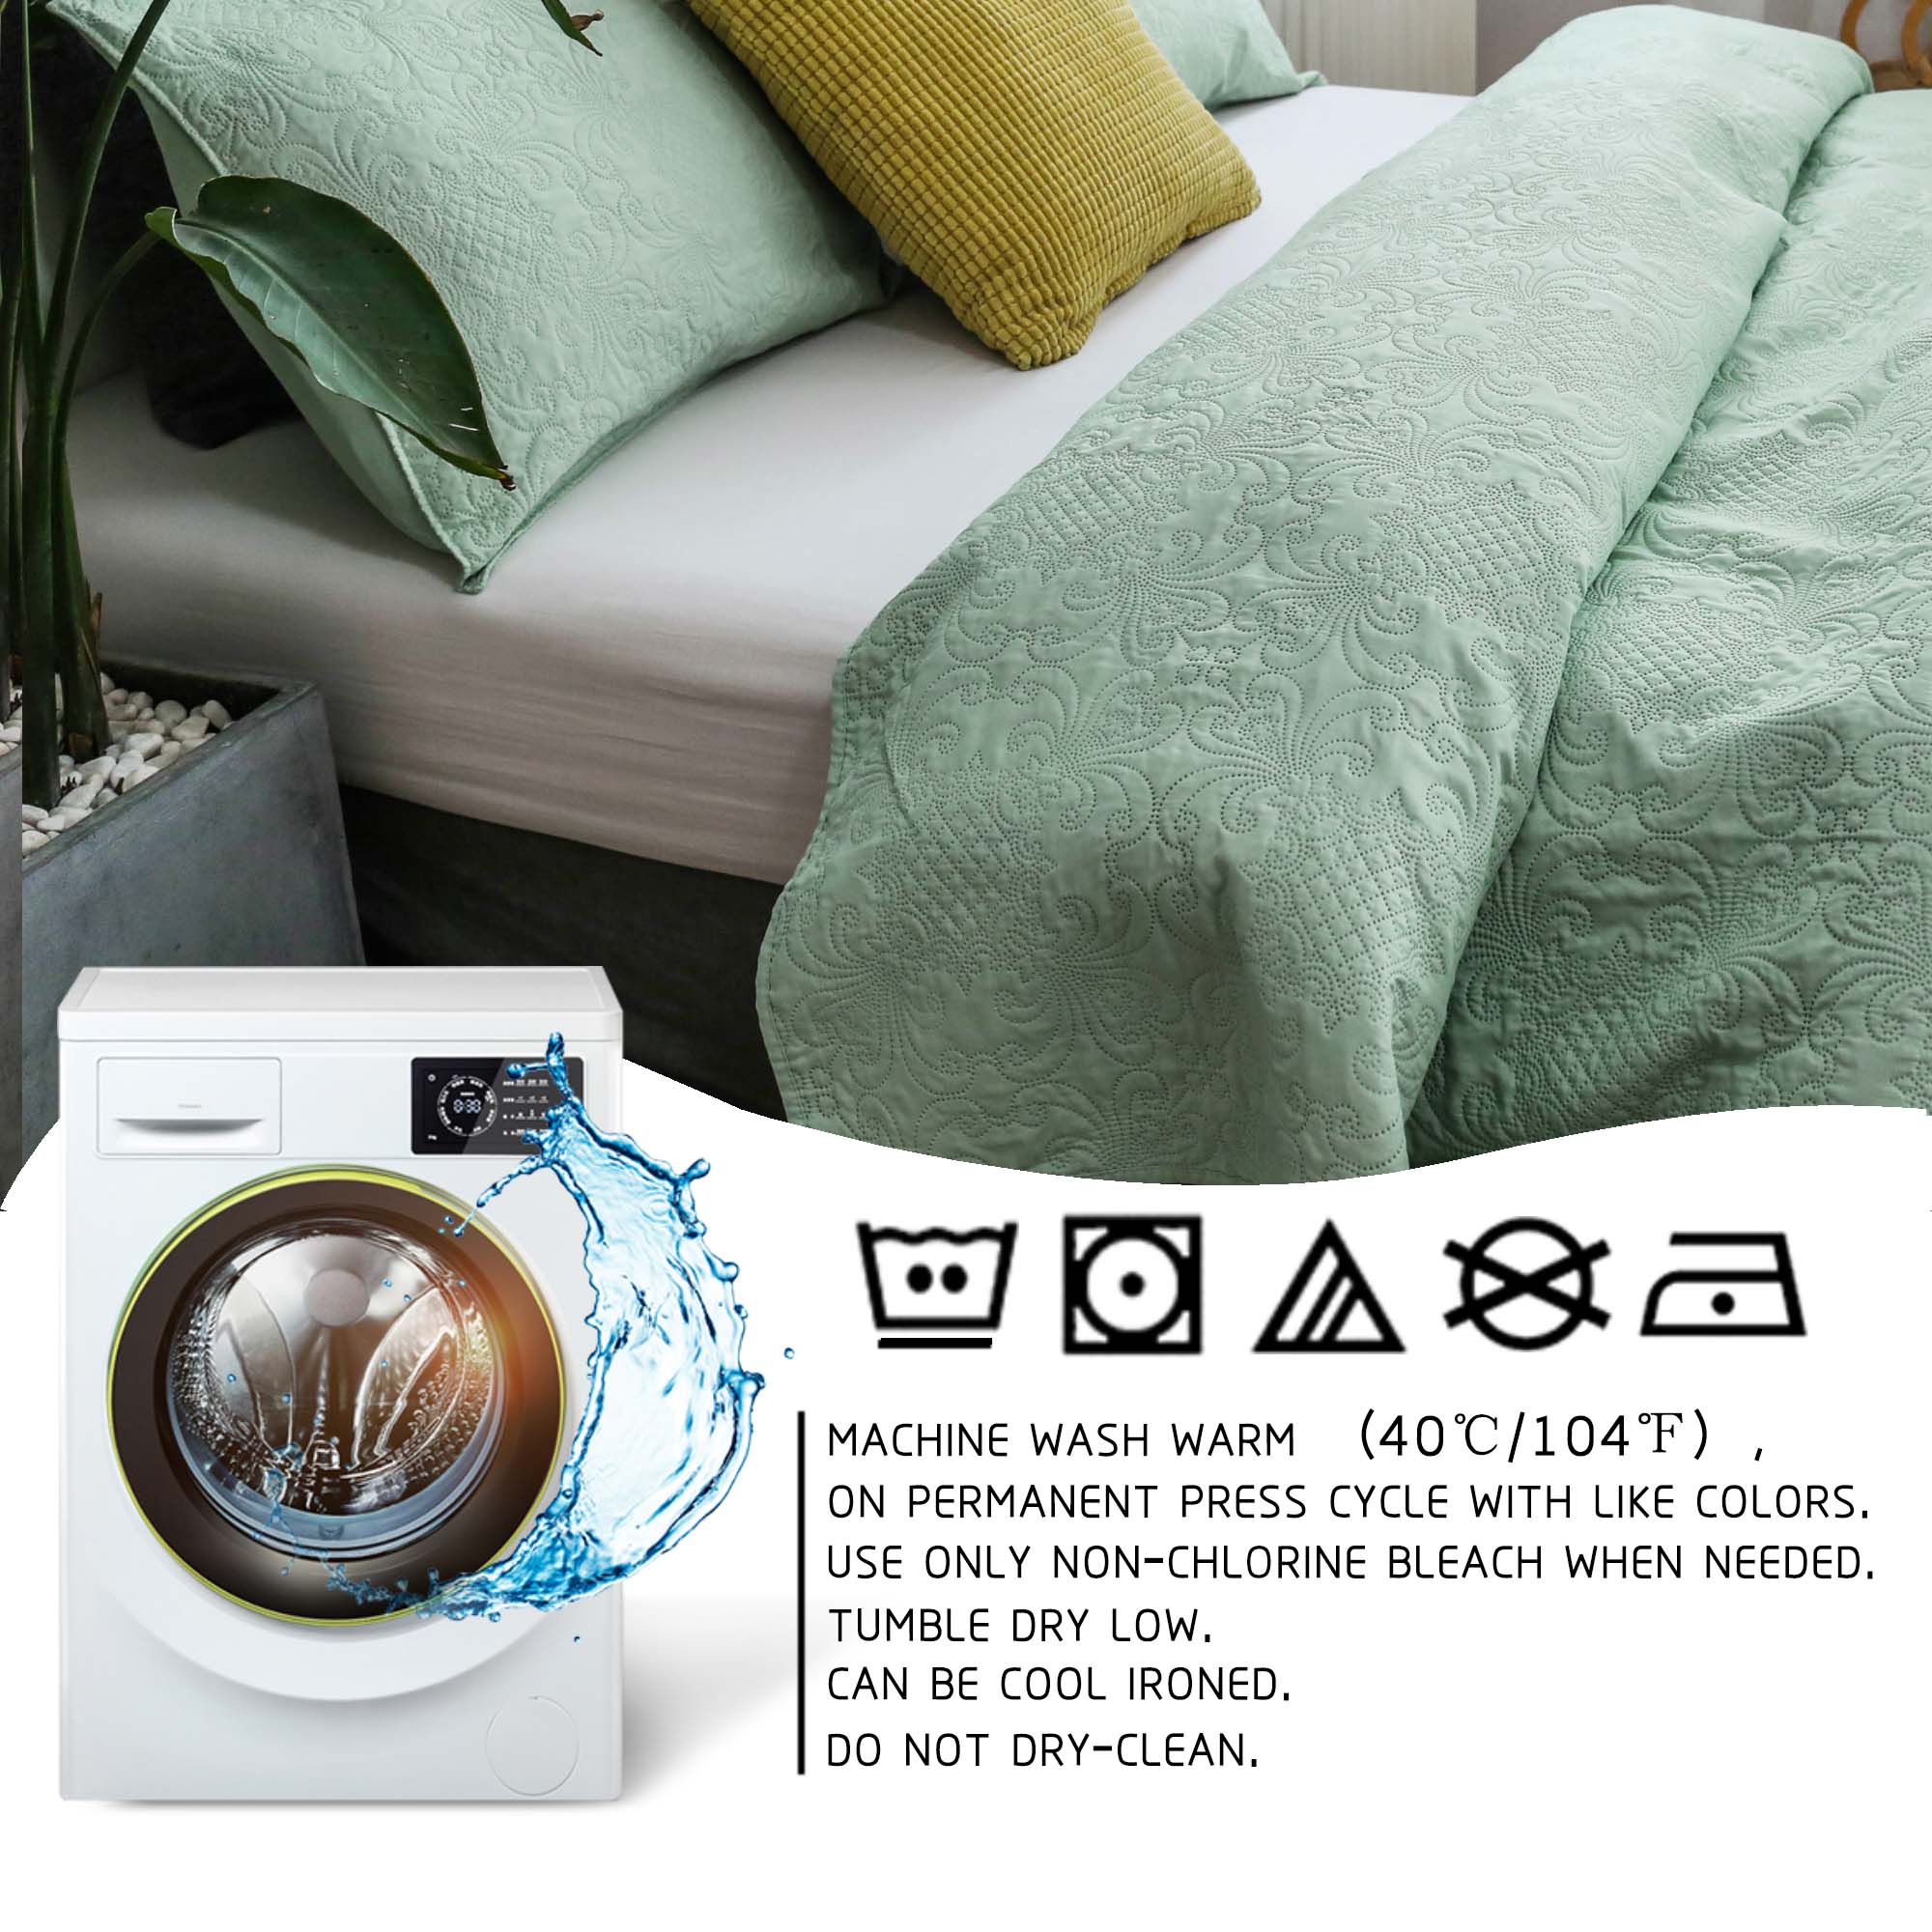 MACHINE WASH WARM (40℃/104℉) ,
ON PERMANENT PRESS CYCLE WITH LIKE COLORS.
USE ONLY NON-CHLORINE BLEACH WHEN NEEDED.
TUMBLE DRY LOW.
CAN BE COOL IRONED.
DO NOT DRY-CLEAN.